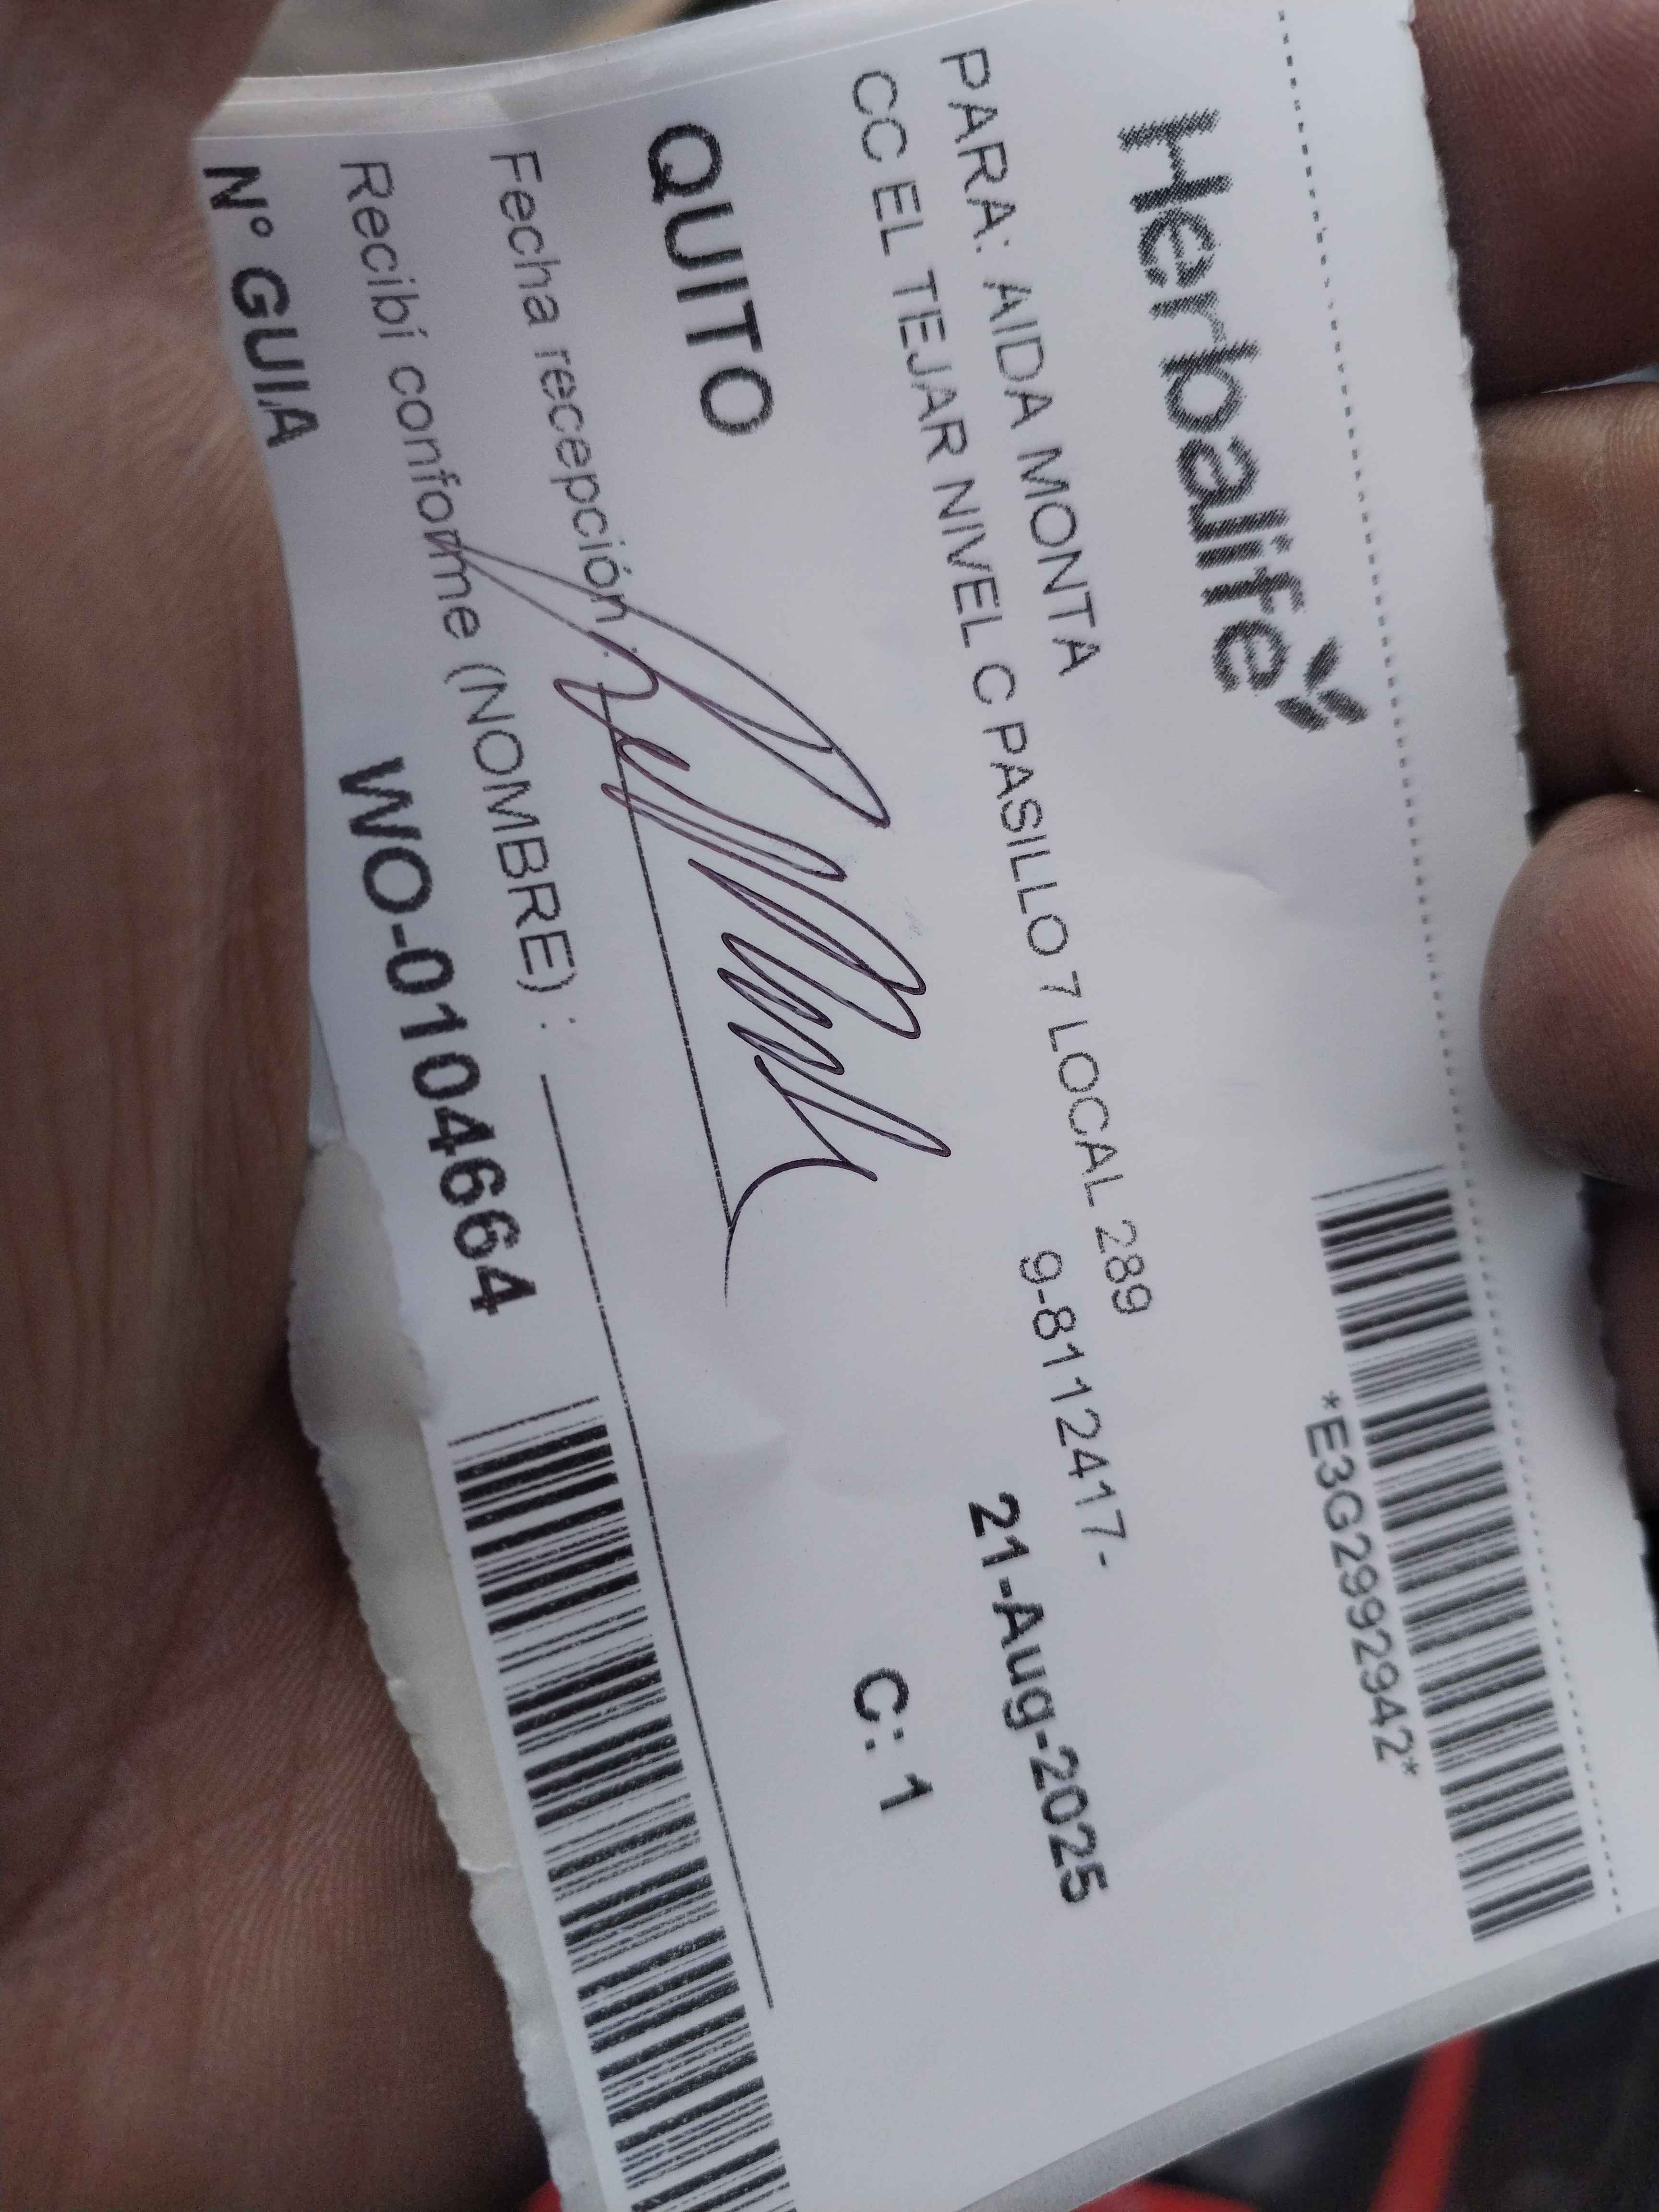 Herbalife
*E3G2992942*
PARA: AIDA MONTA
CC EL TEJAR NIVEL C PASILLO 7 LOCAL 289
9-8112417-
21-Aug-2025
QUITO
C: 1
Fecha recepción :
Recibí conforme (NOMBRE) :
N° GUIA WO-0104664